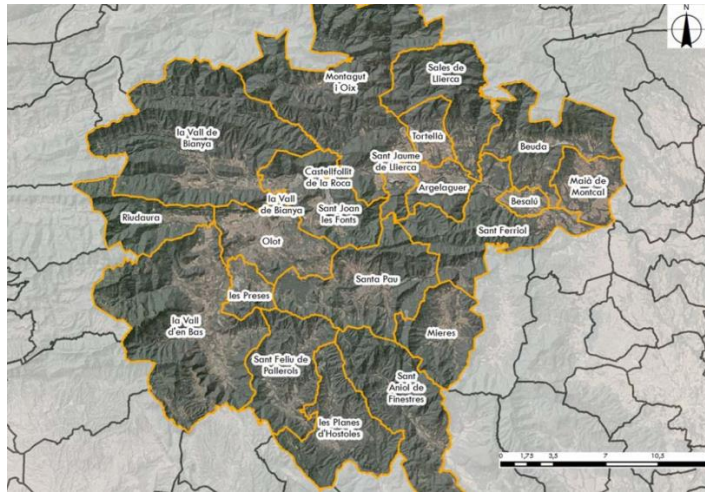 N
Montagut
i Oix
Sales de
Llierca
la Vall de
Bianya
Tortellà
Beuda
Sant Jaume
de Llierca
Castellfollit
de la Roca
Maià de
Montcal
Argelaguer
Besalú
la Vall
de Bianya
Sant Joan
les Fonts
Riudaura
Sant Ferriol
Olot
Santa Pau
les Preses
la Vall
d'en Bas
Mieres
Sant Feliu de
Pallerols
Sant
Aniol de
Finestres
les Planes
d'Hostoles
0 1,75 3,5 7 10,5